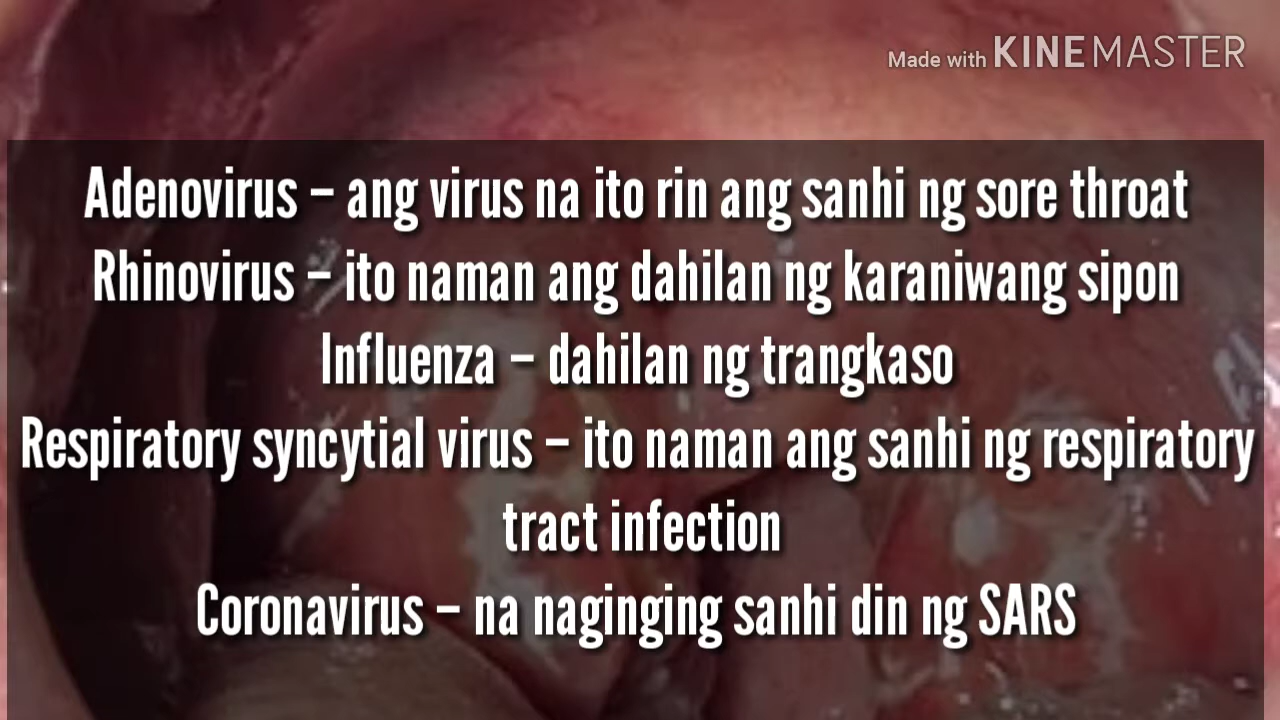 Made with KINEMASTER
Adenovirus – ang virus na ito rin ang sanhi ng sore throat
Rhinovirus – ito naman ang dahilan ng karaniwang sipon
Influenza – dahilan ng trangkaso
Respiratory syncytial virus – ito naman ang sanhi ng respiratory
tract infection
Coronavirus – na naginging sanhi din ng SARS